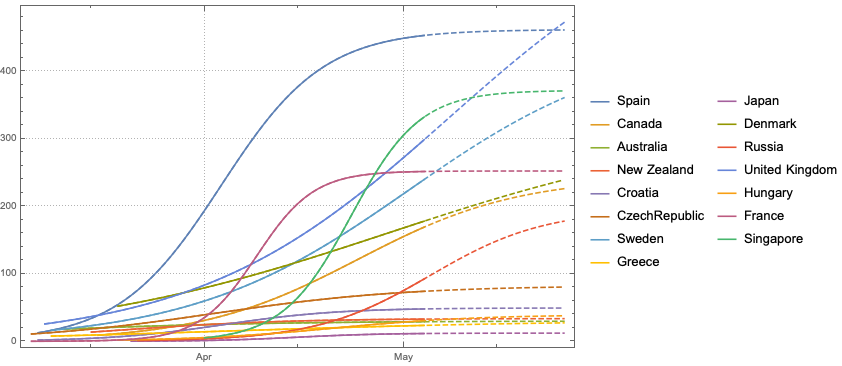 400
300
200
100
0
Apr
May
Spain
Canada
Australia
New Zealand
Croatia
CzechRepublic
Sweden
Greece
Japan
Denmark
Russia
United Kingdom
Hungary
France
Singapore